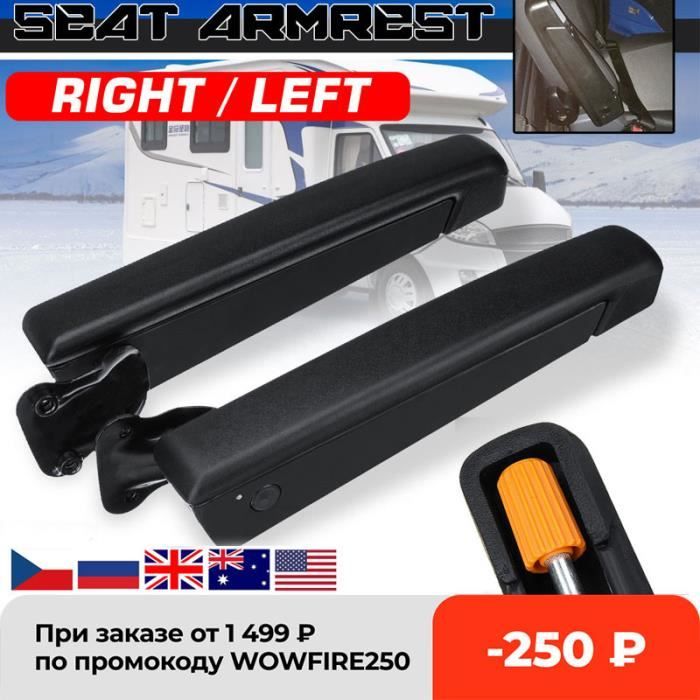 SEAT ARMREST
RIGHT / LEFT
При заказе от 1 499 ₽
по промокоду WOWFIRE250
-250 ₽